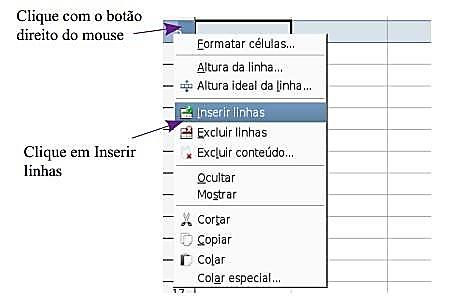 Clique com o botão
direito do mouse
Formatar células...
Altura da linha...
Altura ideal da linha...
Inserir linhas
Excluir linhas
Clique em Inserir
linhas
Excluir conteúdo...
Ocultar
Mostrar
Cortar
Copiar
Colar
Colar especial...
17